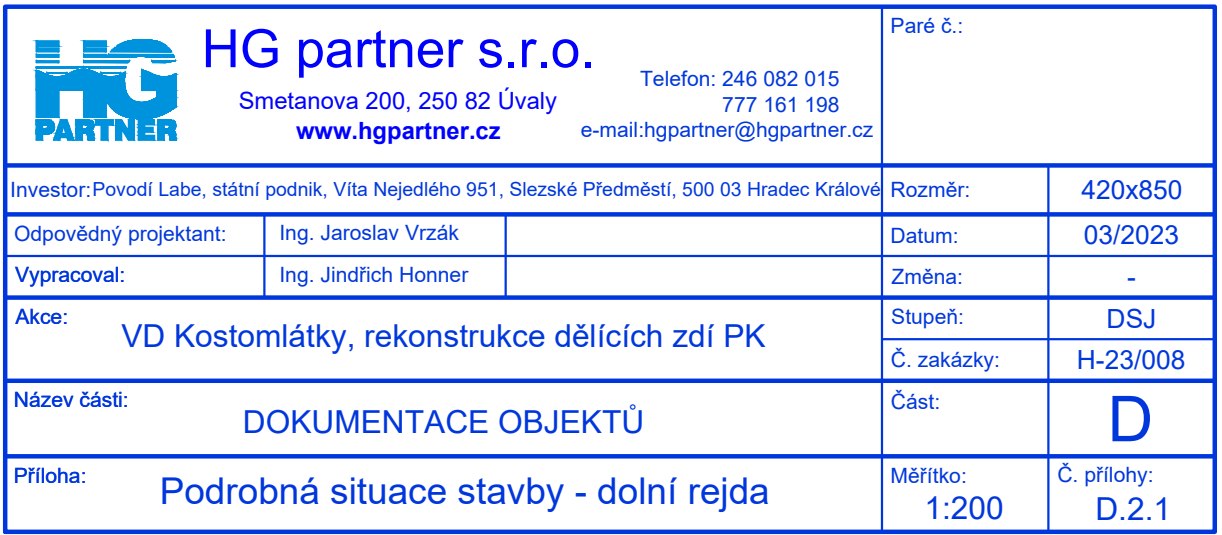 HG
PARTNER
HG partner s.r.o.
Smetanova 200, 250 82 Úvaly
www.hgpartner.cz
Telefon: 246 082 015
777 161 198
e-mail:hgpartner@hgpartner.cz
Paré č.:
Investor:Povodí Labe, státní podnik, Víta Nejedlého 951, Slezské Předměstí, 500 03 Hradec Králové
Rozměr: 420x850
Odpovědný projektant: Ing. Jaroslav Vrzák
Datum: 03/2023
Vypracoval: Ing. Jindřich Honner
Změna: -
Akce: VD Kostomlátky, rekonstrukce dělících zdí PK
Stupeň: DSJ
Č. zakázky: H-23/008
Název části: DOKUMENTACE OBJEKTŮ
Část: D
Příloha: Podrobná situace stavby - dolní rejda
Měřítko: 1:200
Č. přílohy: D.2.1